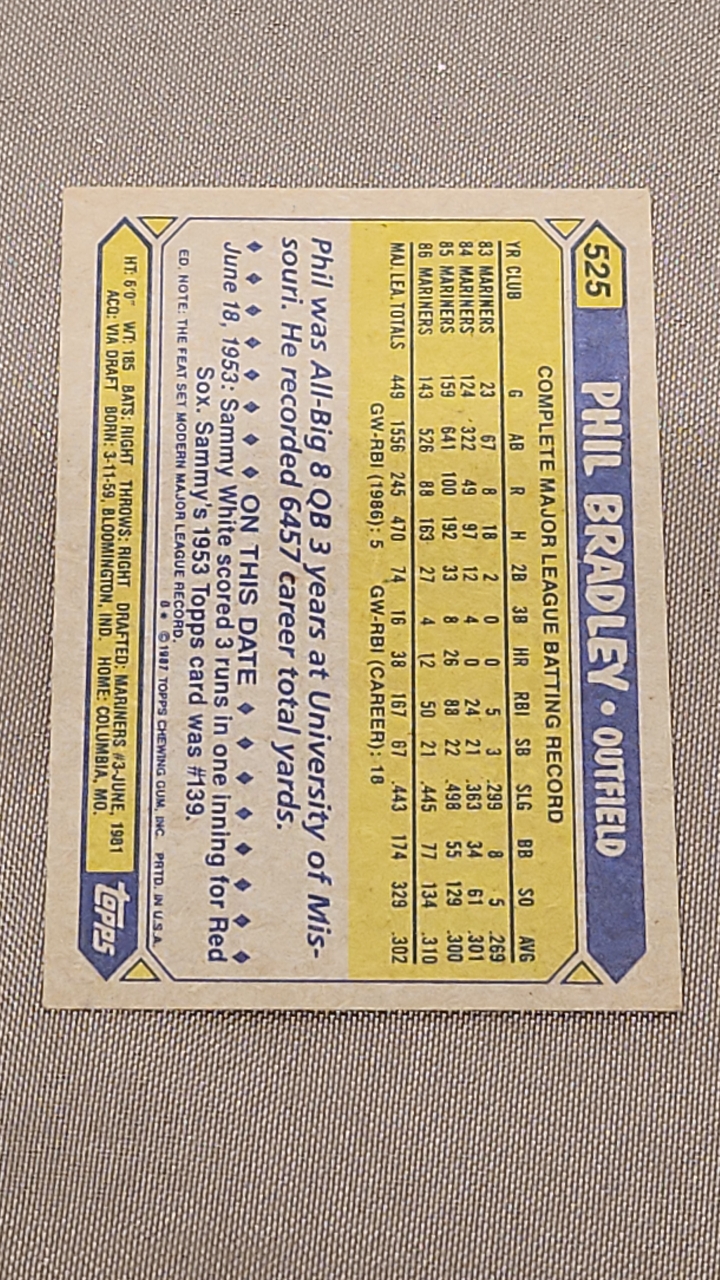 525 PHIL BRADLEY • OUTFIELD
COMPLETE MAJOR LEAGUE BATTING RECORD
YR CLUB G AB R H 2B 3B HR RBI SB SLG BB SO AVG
83 MARINERS 23 67 8 18 2 0 0 5 3 .299 8 5 .269
84 MARINERS 124 322 49 97 12 4 0 24 21 .363 34 61 .301
85 MARINERS 159 641 100 192 33 8 26 88 22 .498 55 129 .300
86 MARINERS 143 526 88 163 27 4 12 50 21 .445 77 134 .310
MAJ. LEA. TOTALS 449 1556 245 470 74 16 38 167 67 .443 174 329 .302
GW-RBI (1986): 5 GW-RBI (CAREER): 18
Phil was All-Big 8 QB 3 years at University of Mis-
souri. He recorded 6457 career total yards.
ON THIS DATE
June 18, 1953: Sammy White scored 3 runs in one inning for Red
Sox. Sammy's 1953 Topps card was #139.
ED. NOTE: THE FEAT SET MODERN MAJOR LEAGUE RECORD.
B* © 1987 TOPPS CHEWING GUM, INC. PRTD. IN U.S.A.
HT: 6'0" WT: 185 BATS: RIGHT THROWS: RIGHT DRAFTED: MARINERS #3-JUNE, 1981
ACQ: VIA DRAFT BORN: 3-11-59, BLOOMINGTON, IND. HOME: COLUMBIA, MO.
topps